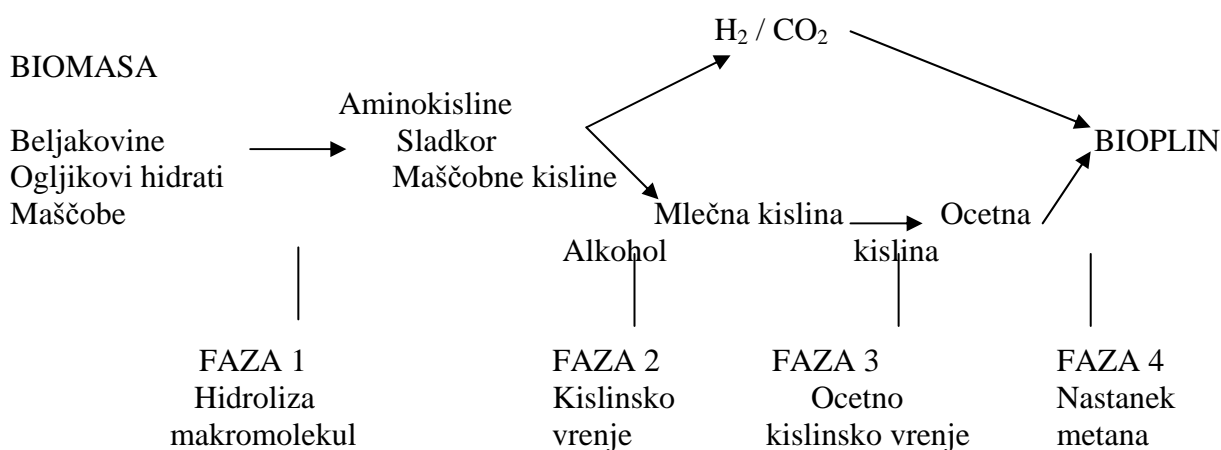 H₂ / CO₂
BIOMASA
Aminokisline
Beljakovine
Sladkor
BIOPLIN
Ogljikovi hidrati
Maščobne kisline
Maščobe
Mlečna kislina
Ocetna
Alkohol
kislina
FAZA 1
FAZA 2
FAZA 3
FAZA 4
Hidroliza
Kislinsko
Ocetno
Nastanek
makromolekul
vrenje
kislinsko vrenje
metana